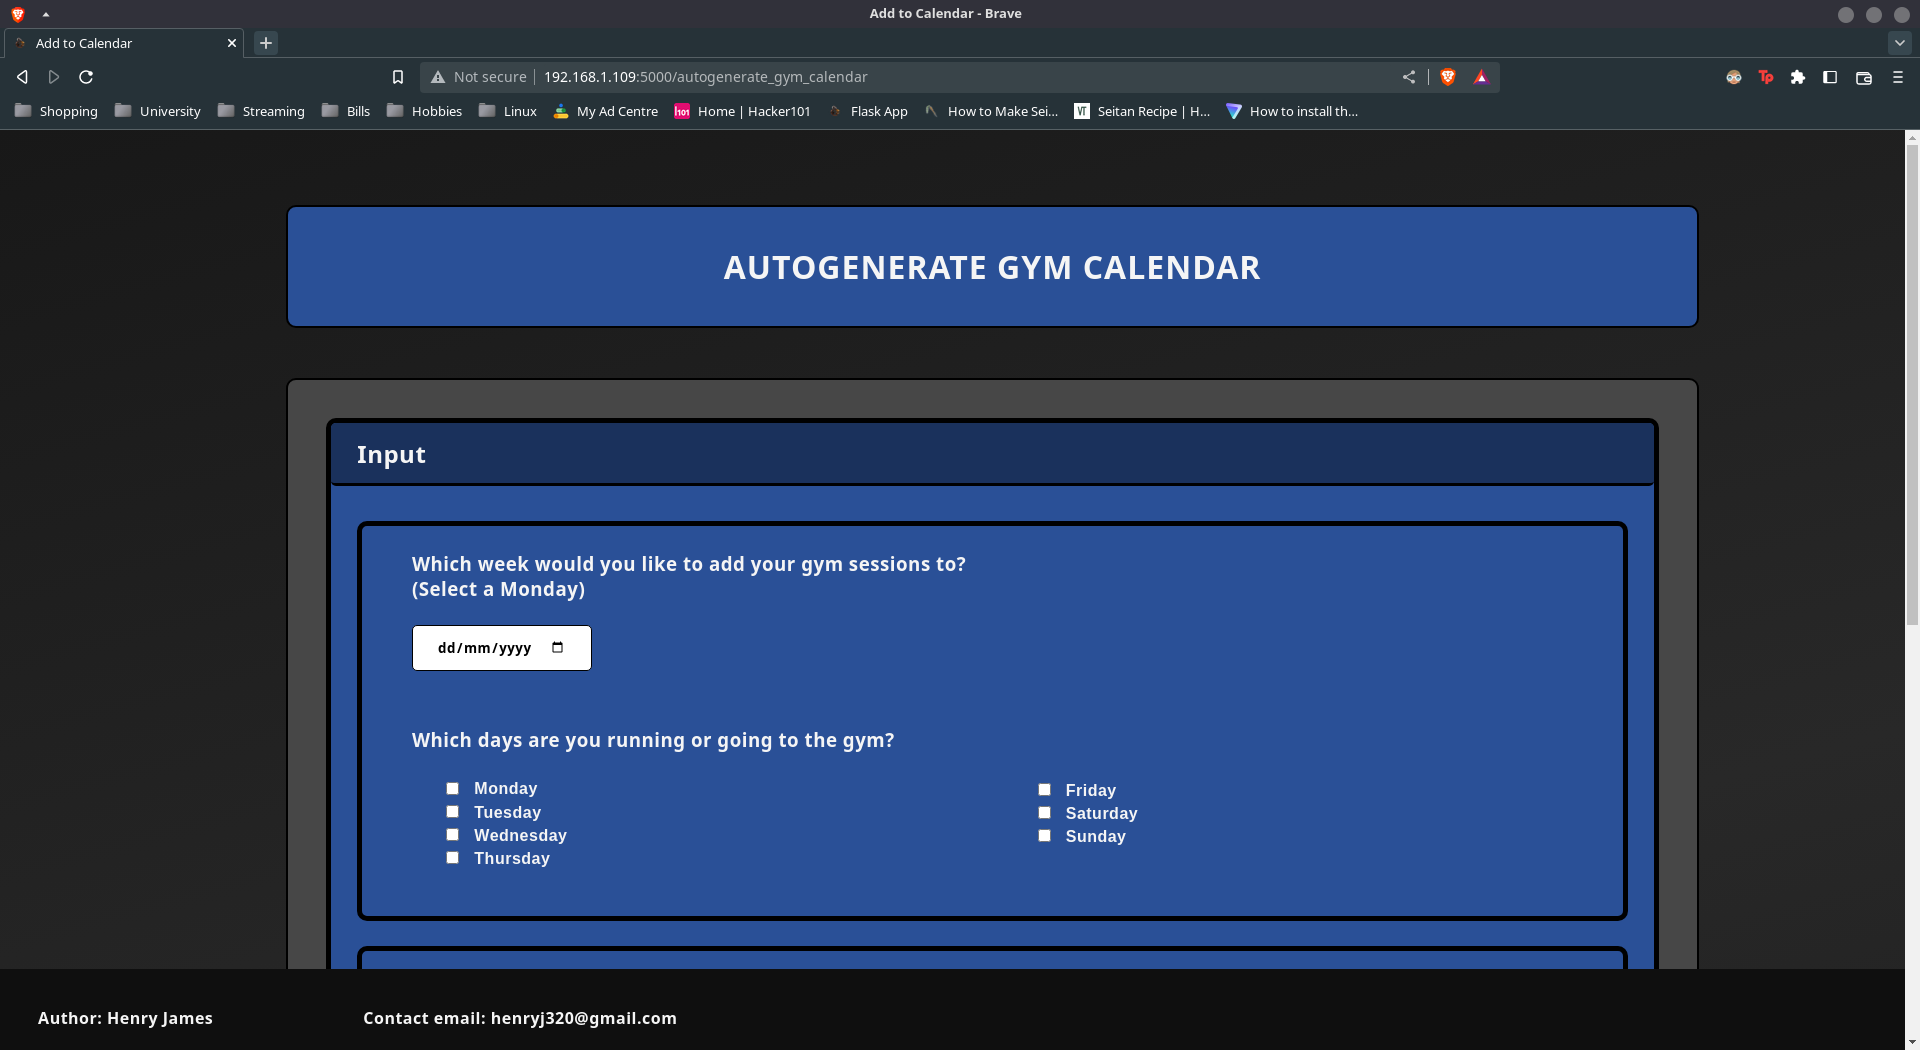 Add to Calendar - Brave
Add to Calendar
Not secure
192.168.1.109:5000/autogenerate_gym_calendar
Tp
Shopping
University
Streaming
Bills
Hobbies
Linux
My Ad Centre
Home | Hacker101
Flask App
How to Make Sei...
VT
Seitan Recipe | H...
How to install th...
AUTOGENERATE GYM CALENDAR
Input
Which week would you like to add your gym sessions to?
(Select a Monday)
dd/mm/yyyy
Which days are you running or going to the gym?
Monday
Tuesday
Wednesday
Thursday
Friday
Saturday
Sunday
Author: Henry James
Contact email: henryj320@gmail.com